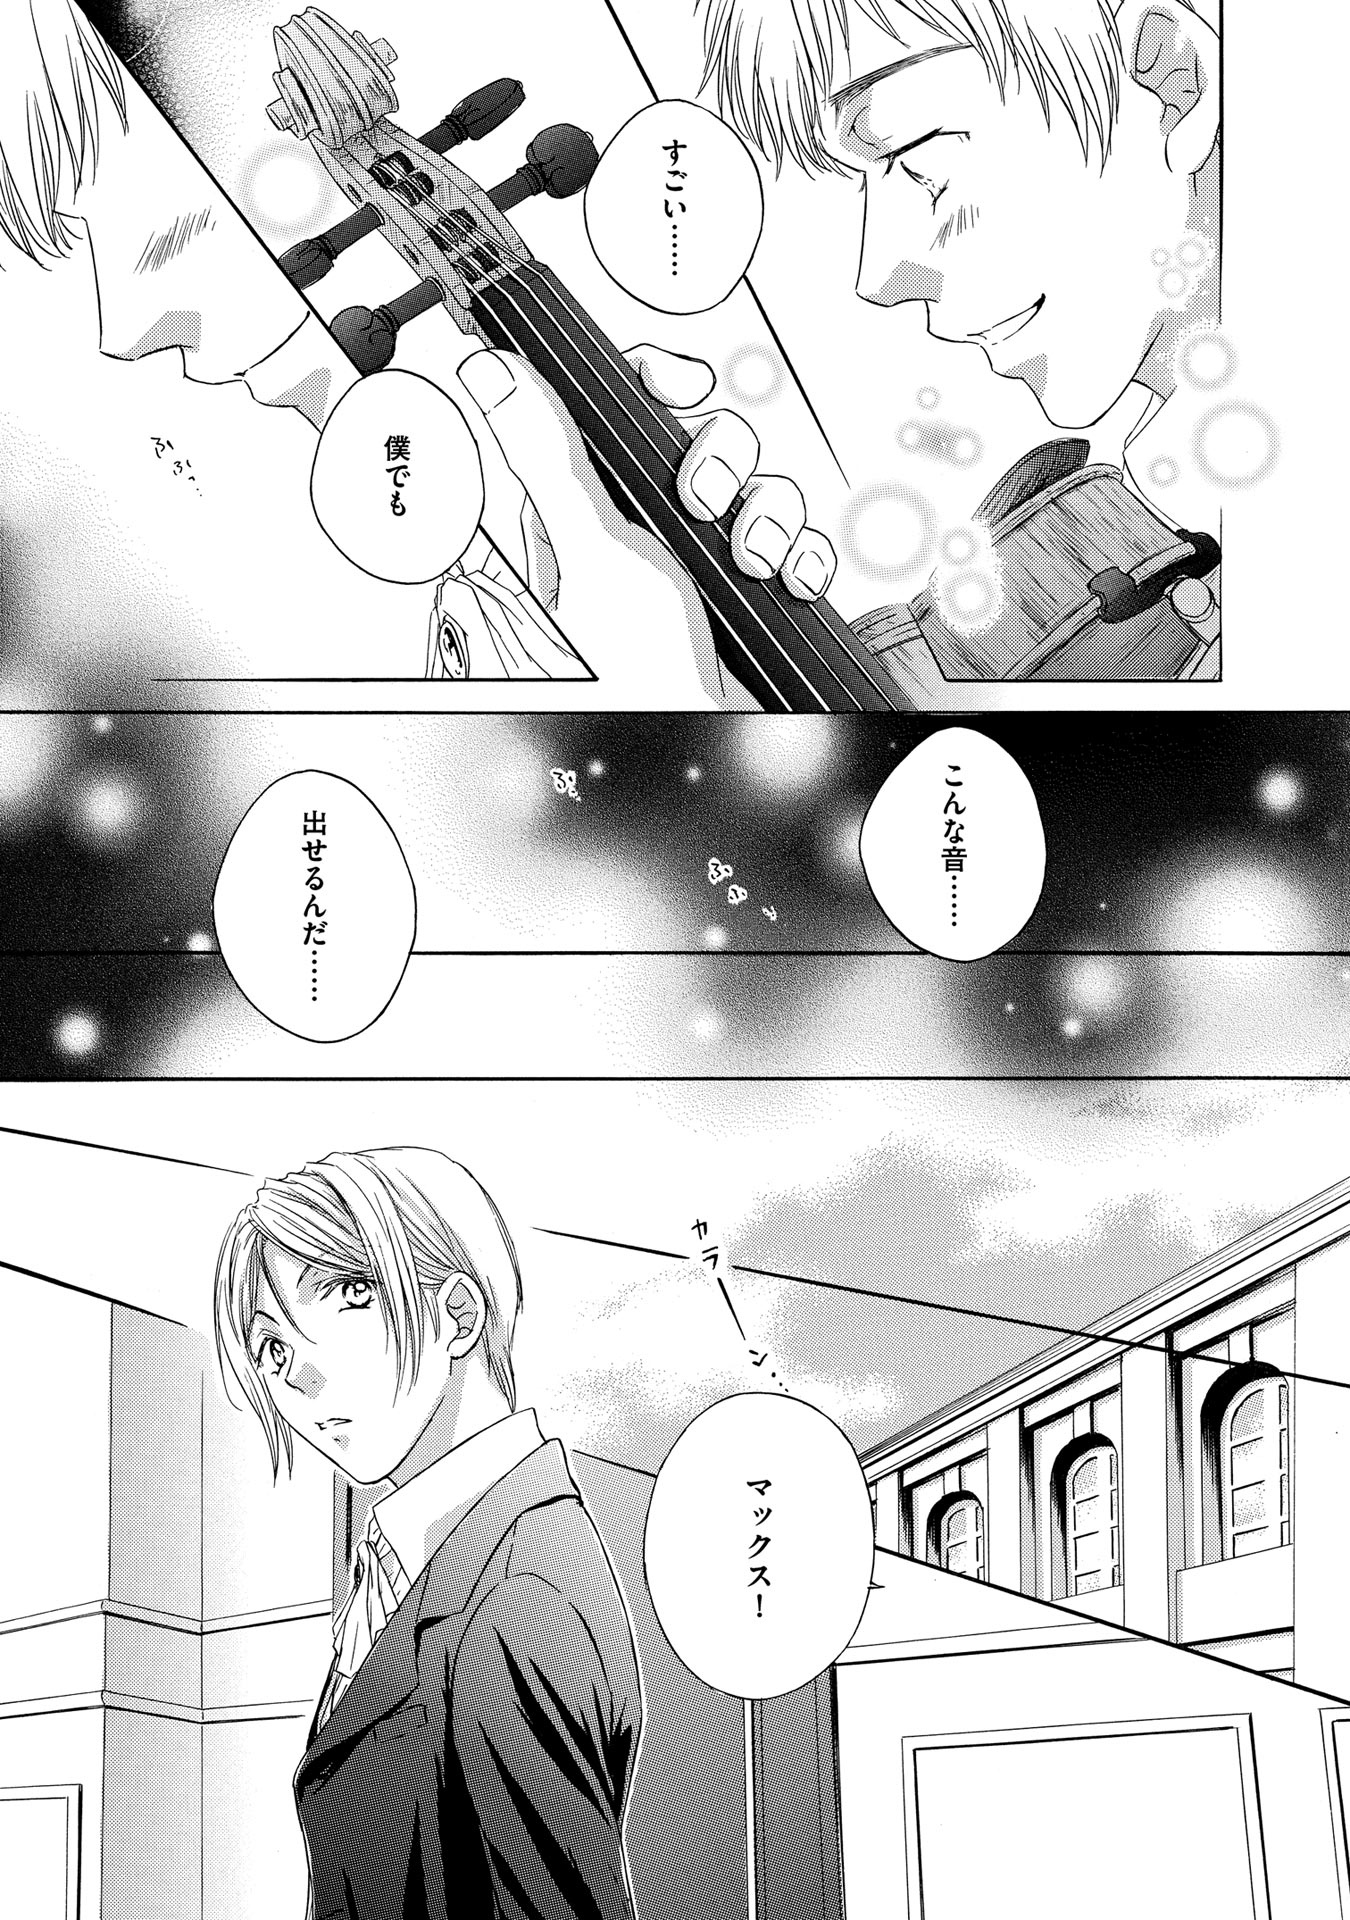 すごい……
僕でも
ふふっ…
こんな音……
ふ…
ふふ
出せるんだ……
カラーン…
マックス！